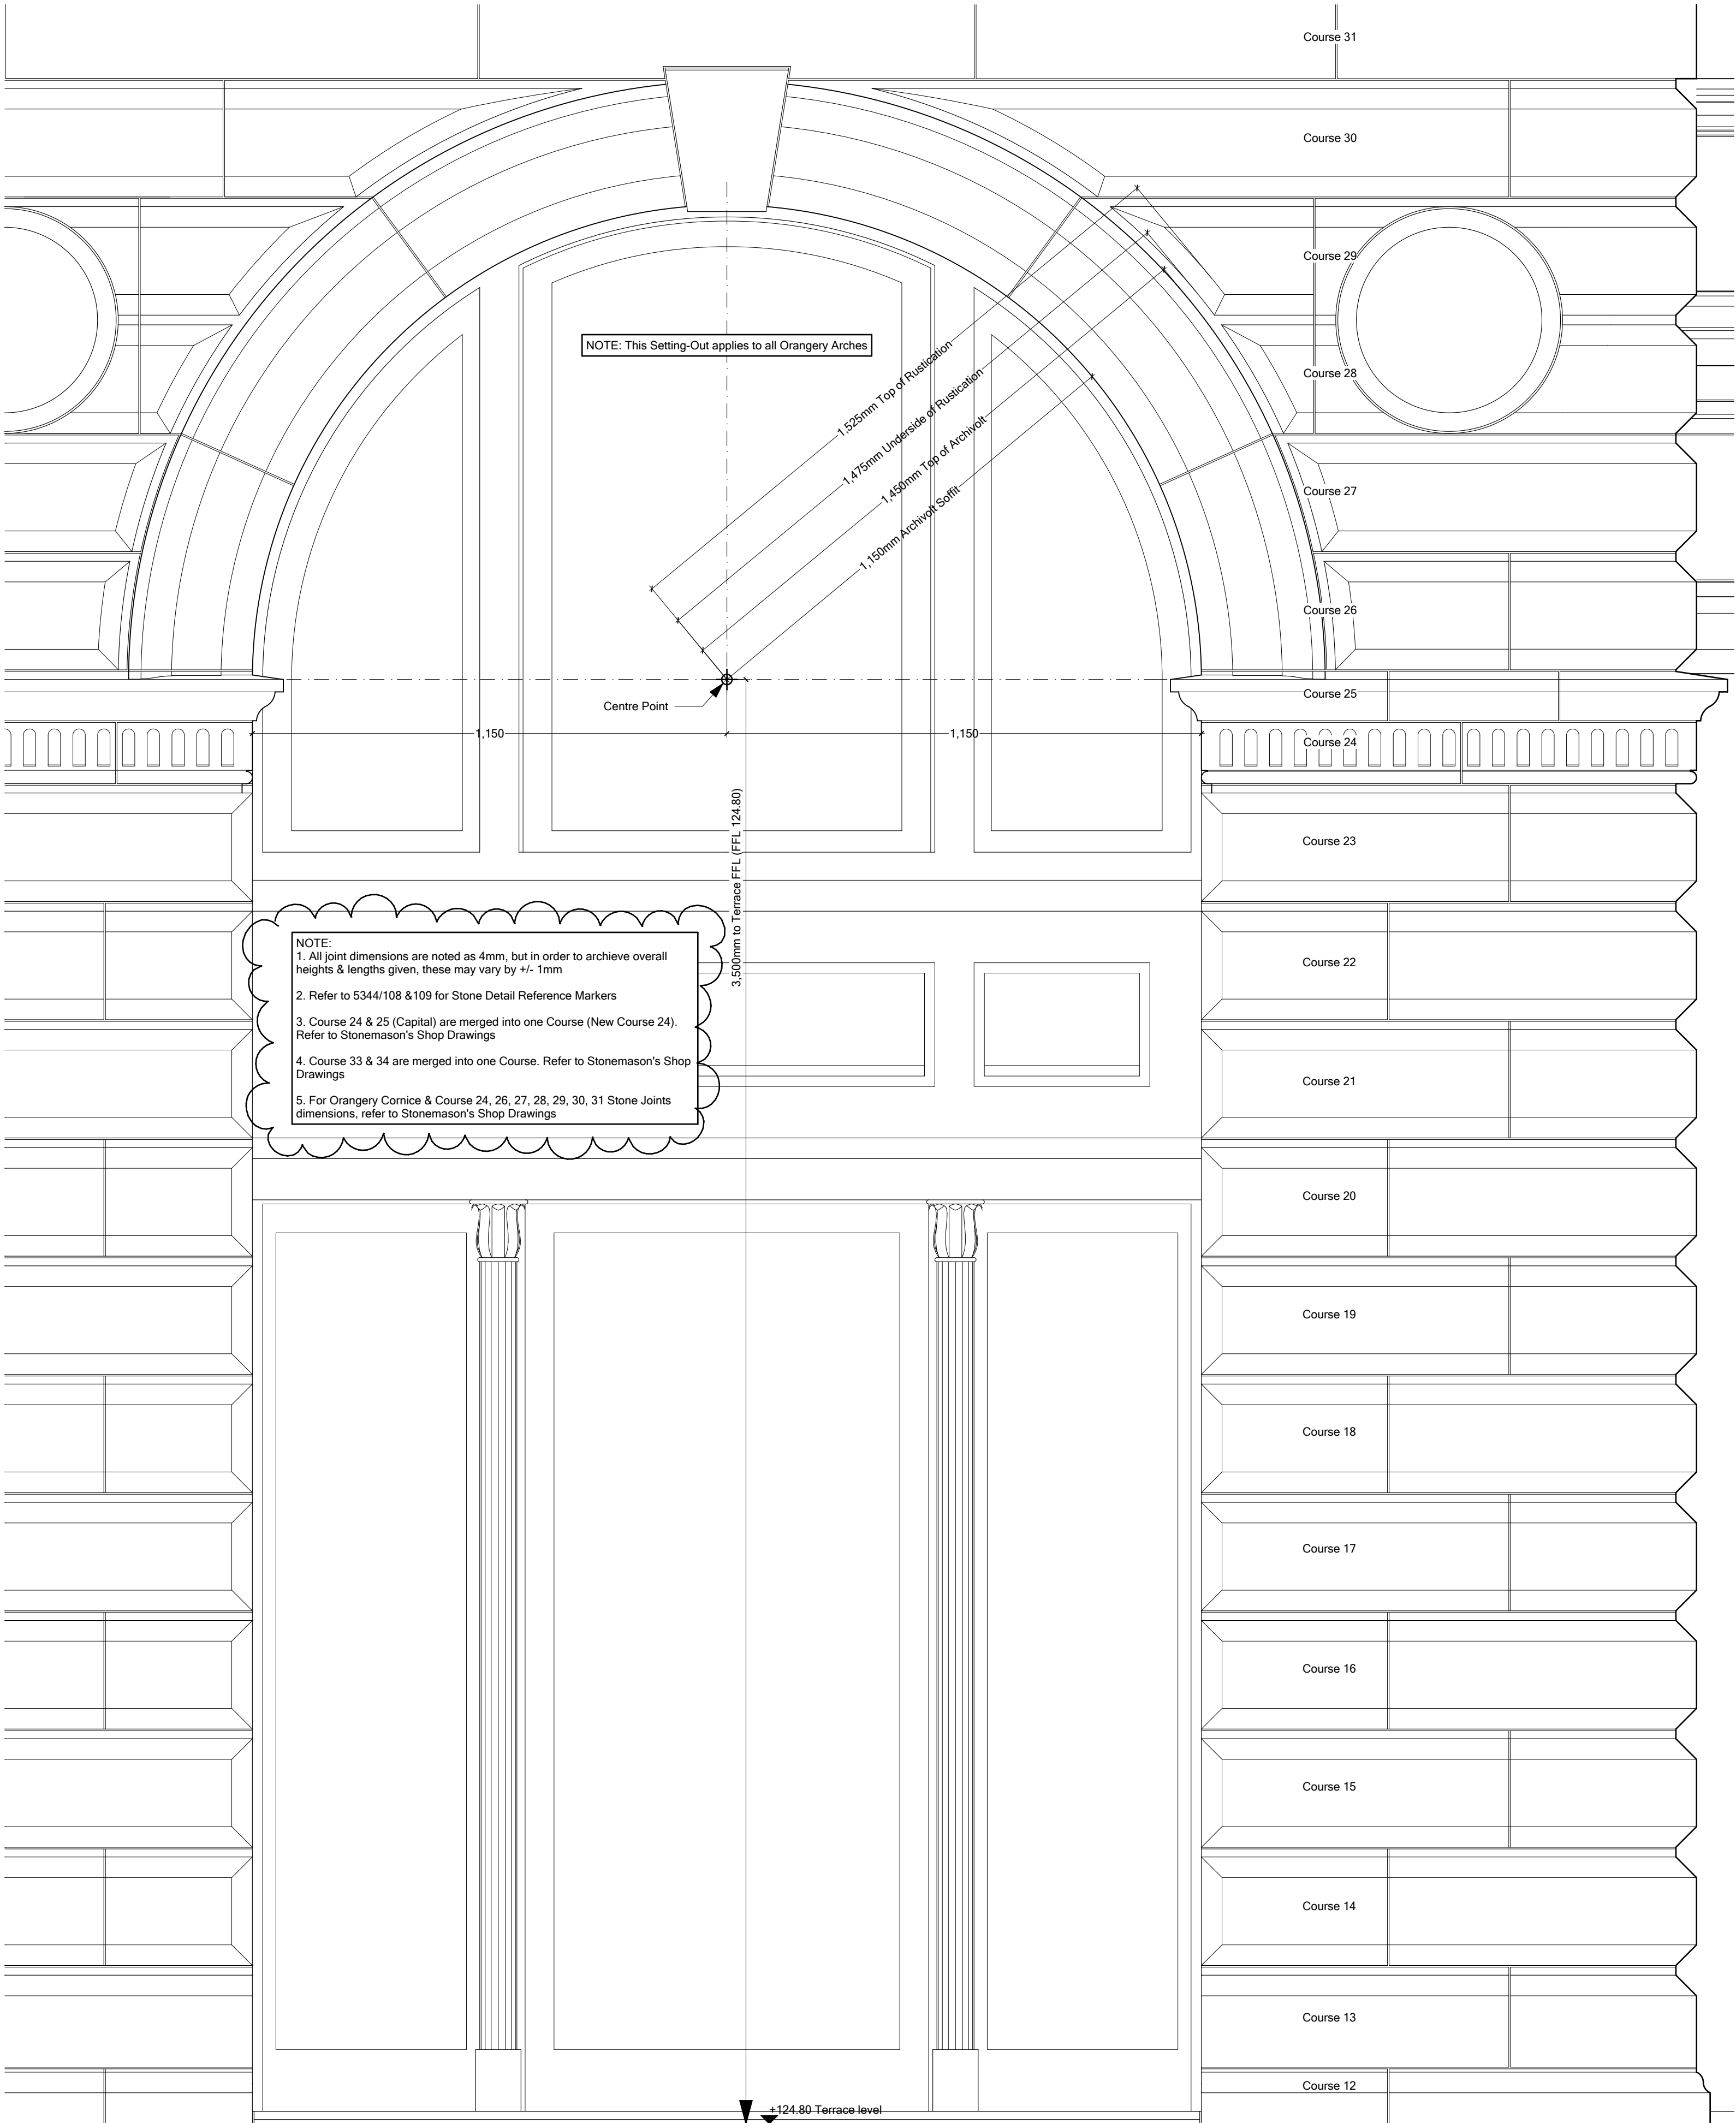 Course 31
Course 30
Course 29
NOTE: This Setting-Out applies to all Orangery Arches
Course 28
1,525mm Top of Rustication
1,475mm Underside of Rustication
1,450mm Top of Archivolt
1,150mm Archivolt Soffit
Course 27
Course 26
Course 25
Centre Point
1,150
1,150
Course 24
3,500mm to Terrace FFL (FFL 124.80)
Course 23
NOTE:
1. All joint dimensions are noted as 4mm, but in order to archieve overall
heights & lengths given, these may vary by +/- 1mm
2. Refer to 5344/108 &109 for Stone Detail Reference Markers
3. Course 24 & 25 (Capital) are merged into one Course (New Course 24).
Refer to Stonemason's Shop Drawings
4. Course 33 & 34 are merged into one Course. Refer to Stonemason's Shop
Drawings
5. For Orangery Cornice & Course 24, 26, 27, 28, 29, 30, 31 Stone Joints
dimensions, refer to Stonemason's Shop Drawings
Course 22
Course 21
Course 20
Course 19
Course 18
Course 17
Course 16
Course 15
Course 14
Course 13
Course 12
+124.80 Terrace level